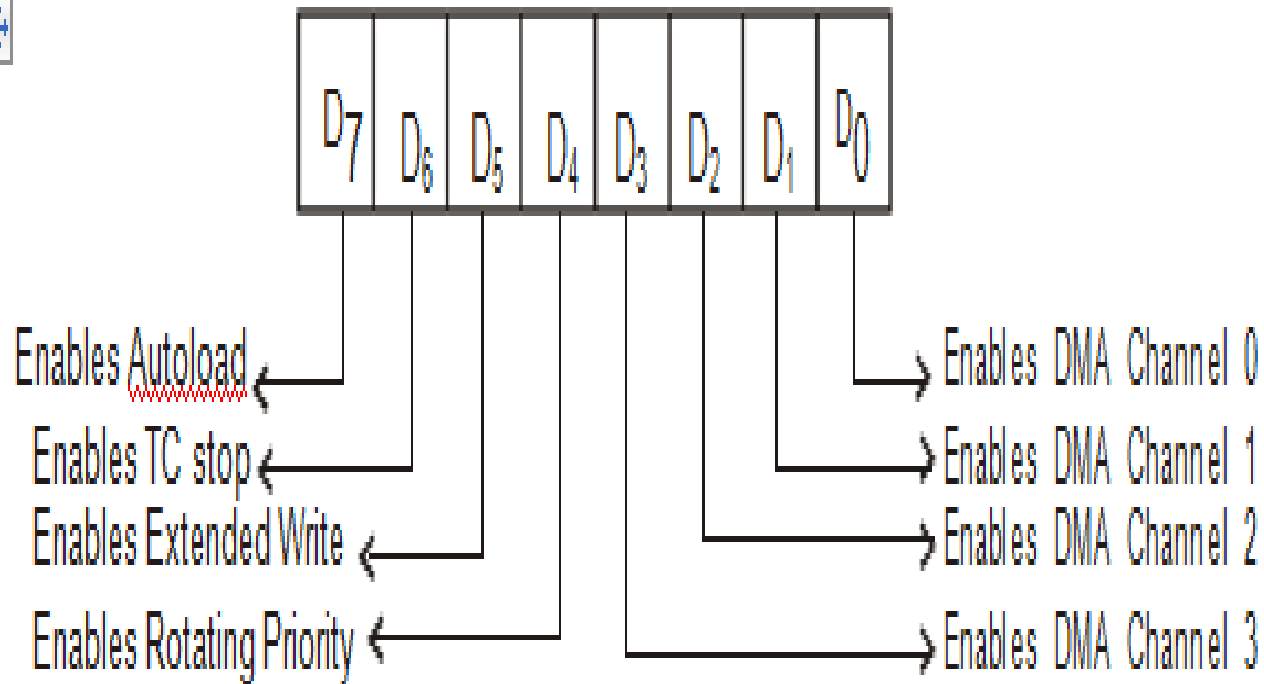 D7 D6 D5 D4 D3 D2 D1 D0
Enables Autoload
Enables TC stop
Enables Extended Write
Enables Rotating Priority
Enables DMA Channel 0
Enables DMA Channel 1
Enables DMA Channel 2
Enables DMA Channel 3